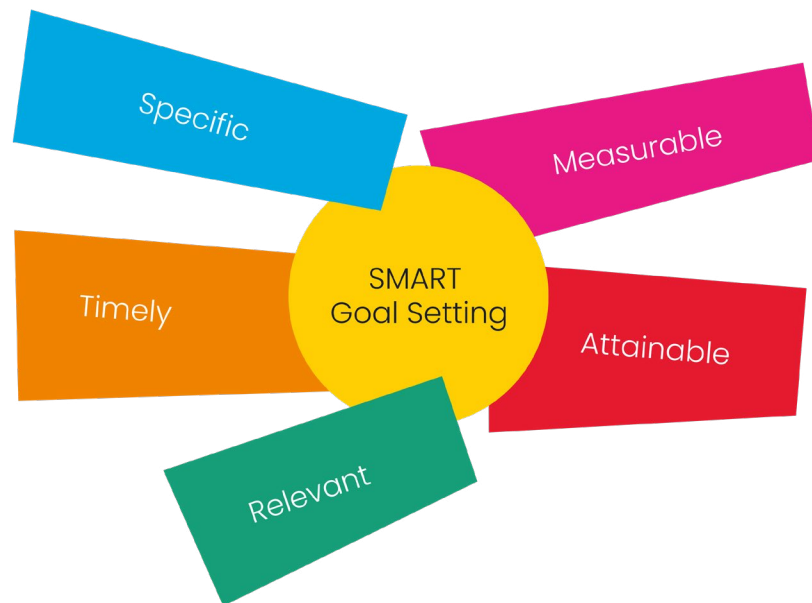 Specific
Measurable
SMART
Goal Setting
Timely
Attainable
Relevant